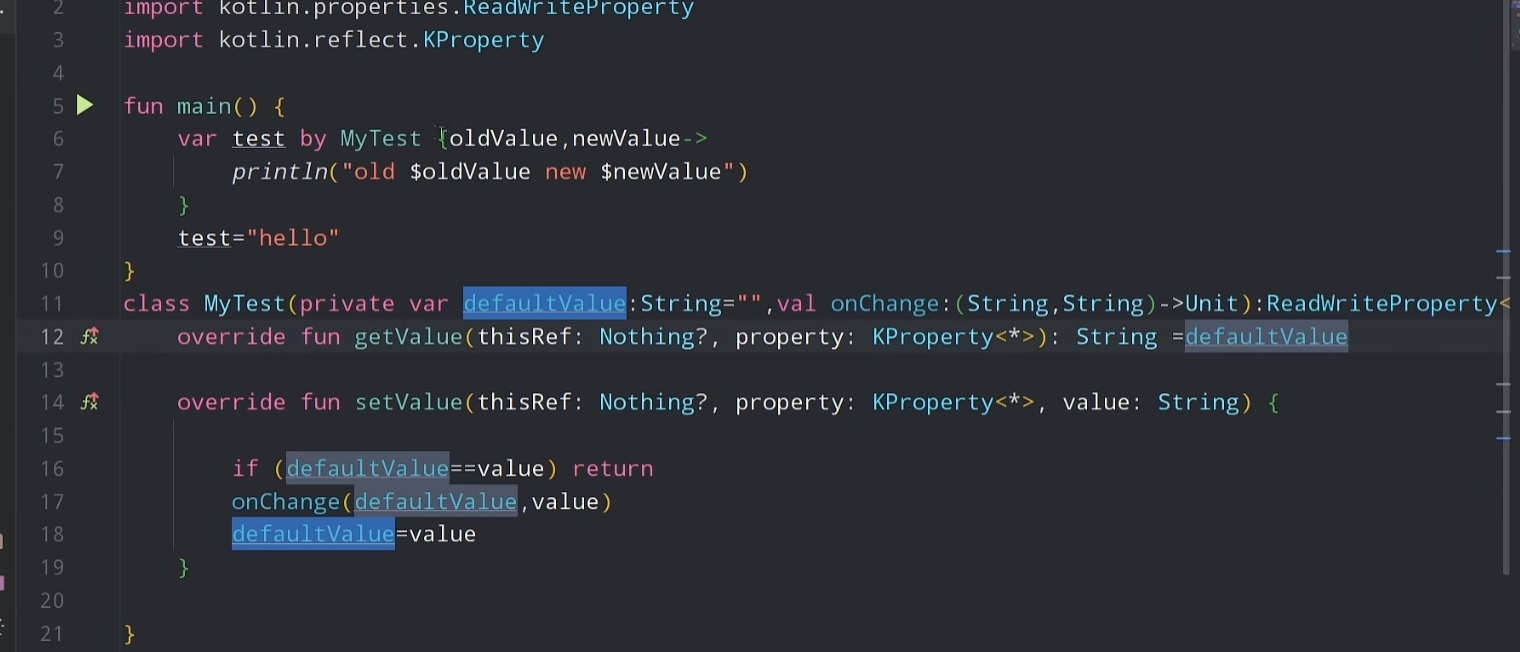 2 import kotlin.properties.ReadWriteProperty
3 import kotlin.reflect.KProperty
4
5 fun main() {
6 var test by MyTest {oldValue,newValue->
7 println("old $oldValue new $newValue")
8 }
9 test="hello"
10 }
11 class MyTest(private var defaultValue:String="",val onChange:(String,String)->Unit):ReadWriteProperty<
12 override fun getValue(thisRef: Nothing?, property: KProperty<*>): String =defaultValue
13
14 override fun setValue(thisRef: Nothing?, property: KProperty<*>, value: String) {
15
16 if (defaultValue==value) return
17 onChange(defaultValue,value)
18 defaultValue=value
19 }
20
21 }